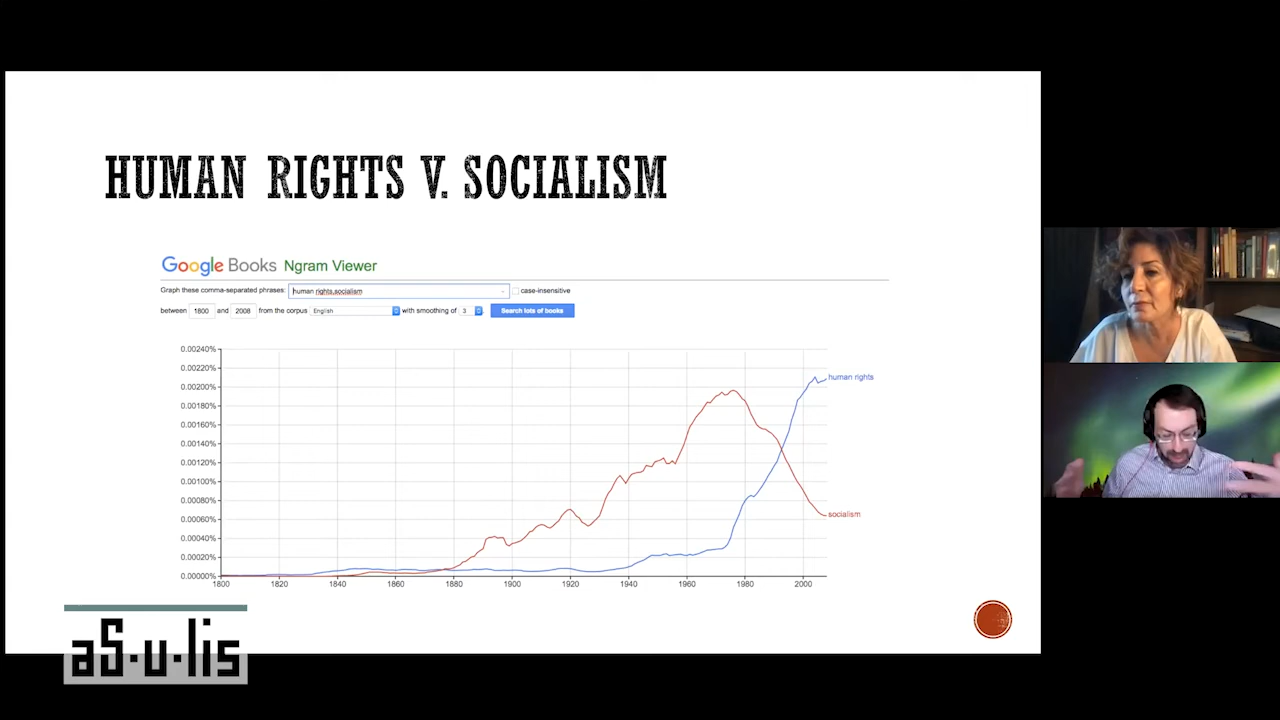 HUMAN RIGHTS V. SOCIALISM
Google Books Ngram Viewer
Graph these comma-separated phrases: human rights,socialism case-insensitive
between 1800 and 2008 from the corpus English with smoothing of 3 Search lots of books
0.00240%
0.00220%
0.00200%
0.00180%
0.00160%
0.00140%
0.00120%
0.00100%
0.00080%
0.00060%
0.00040%
0.00020%
0.00000%
human rights
socialism
1800 1820 1840 1860 1880 1900 1920 1940 1960 1980 2000
aS·u·lis